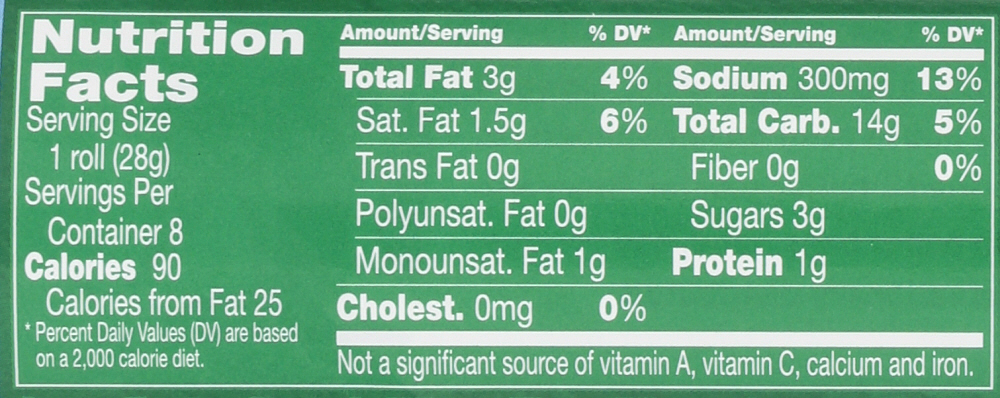 Nutrition
Facts
Serving Size
1 roll (28g)
Servings Per
Container 8
Calories 90
Calories from Fat 25
* Percent Daily Values (DV) are based
on a 2,000 calorie diet.
Amount/Serving % DV* Amount/Serving % DV*
Total Fat 3g 4% Sodium 300mg 13%
Sat. Fat 1.5g 6% Total Carb. 14g 5%
Trans Fat 0g Fiber 0g 0%
Polyunsat. Fat 0g Sugars 3g
Monounsat. Fat 1g Protein 1g
Cholest. 0mg 0%
Not a significant source of vitamin A, vitamin C, calcium and iron.